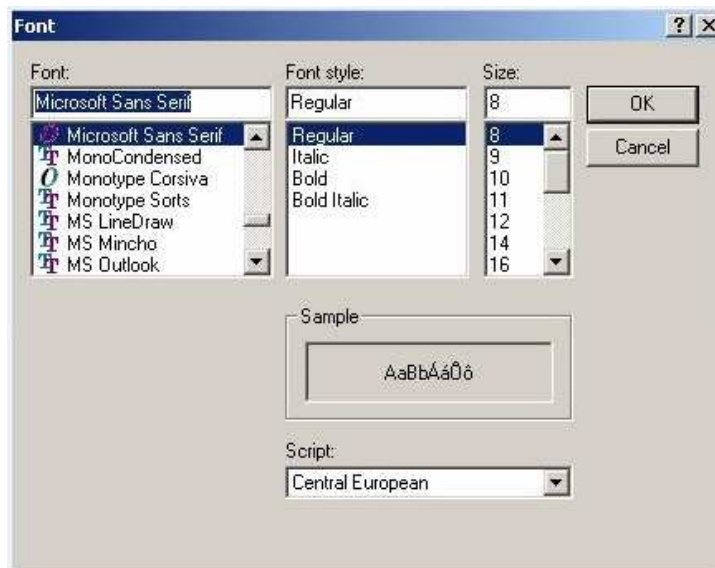 Font
Font:
Microsoft Sans Serif
Microsoft Sans Serif
MonoCondensed
Monotype Corsiva
Monotype Sorts
MS LineDraw
MS Mincho
MS Outlook
Font style:
Regular
Regular
Italic
Bold
Bold Italic
Size:
8
8
9
10
11
12
14
16
OK
Cancel
Sample
AaBbÁáÔô
Script:
Central European